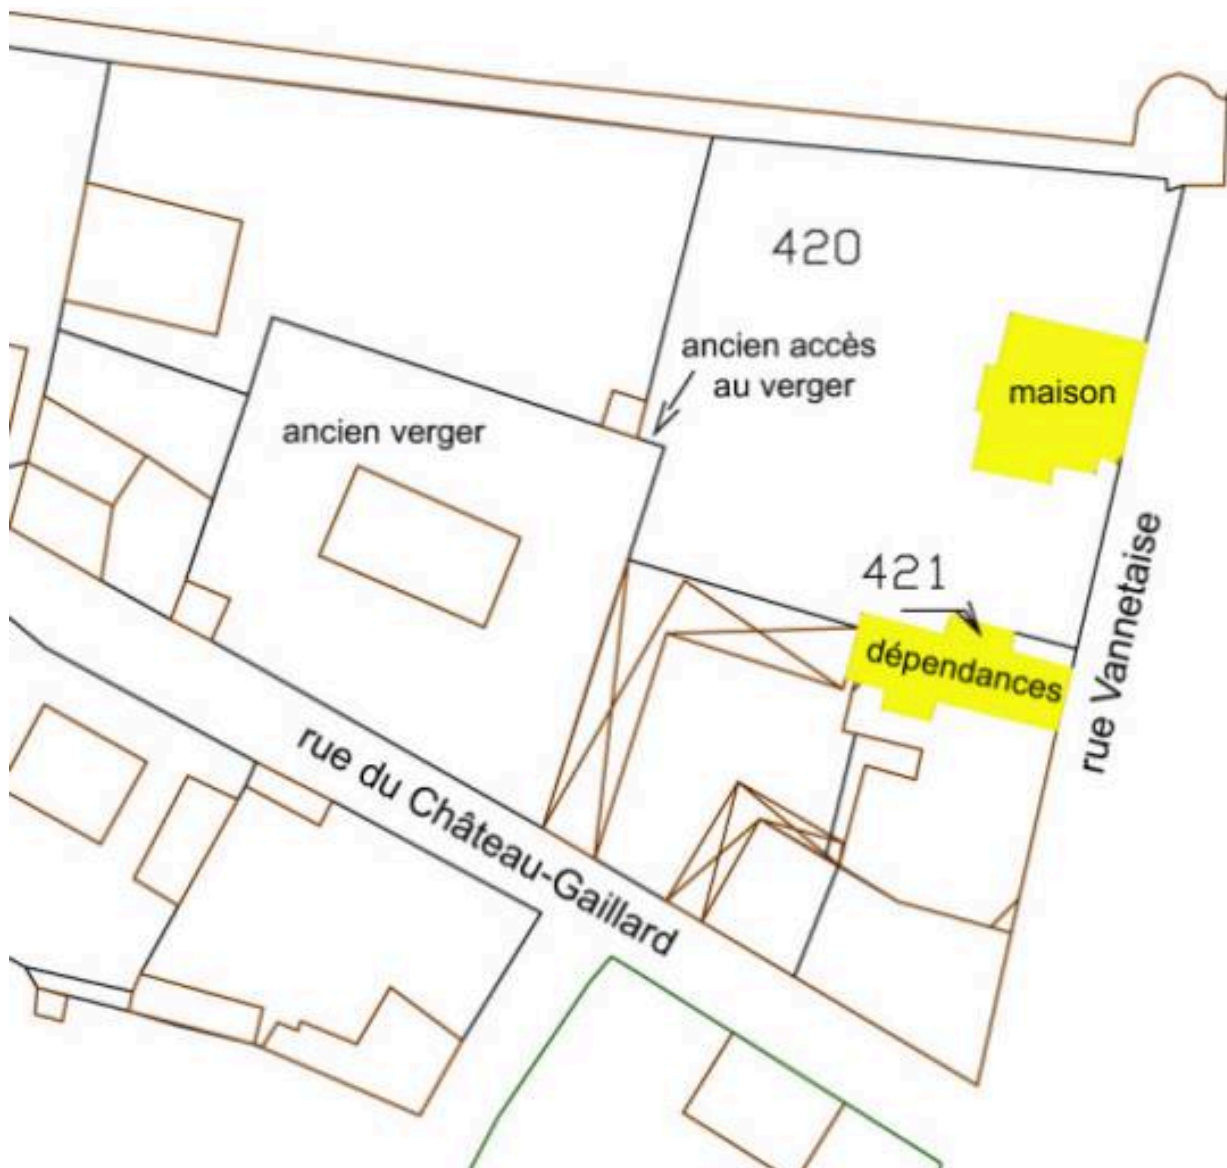 420
ancien accès
au verger
maison
ancien verger
421
dépendances
rue Vannetaise
rue du Château-Gaillard